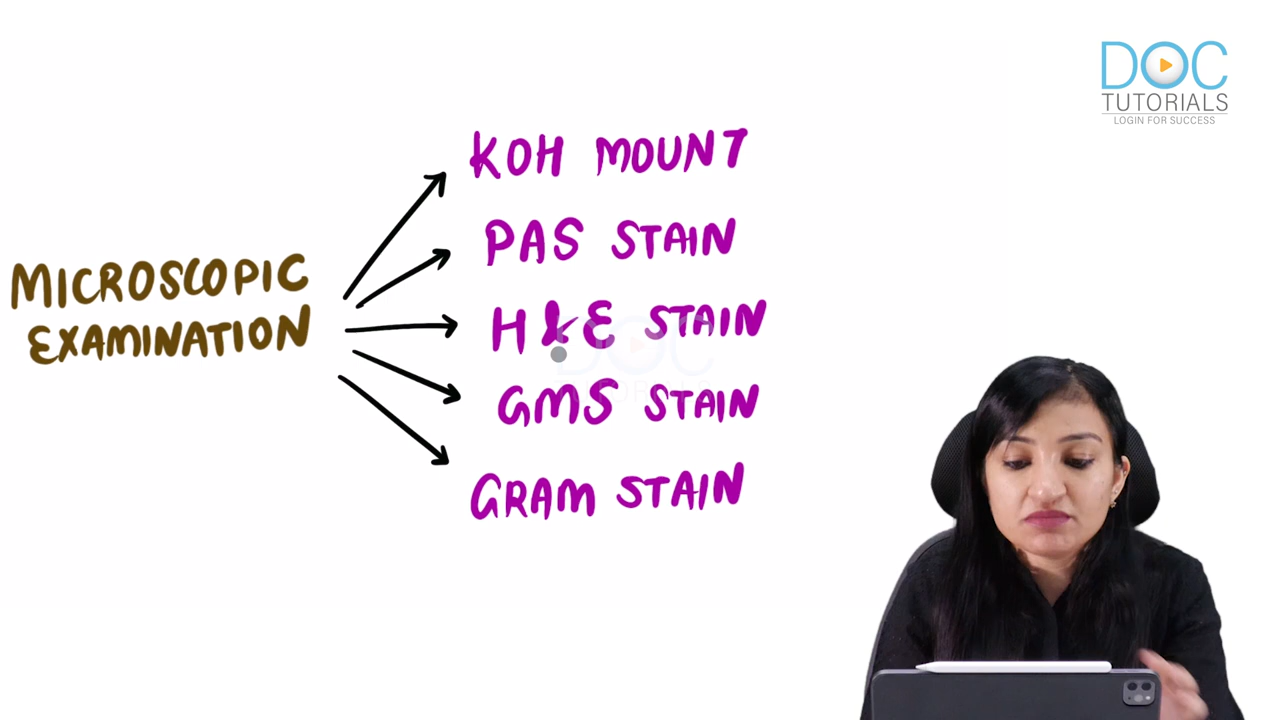 DOC
TUTORIALS
LOGIN FOR SUCCESS
KOH MOUNT
PAS STAIN
MICROSCOPIC
EXAMINATION
H & E STAIN
GMS STAIN
GRAM STAIN